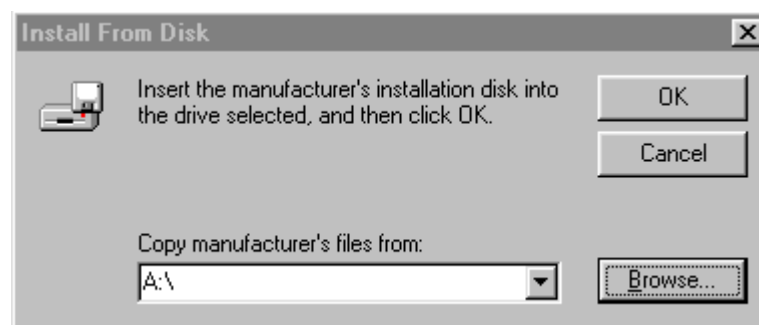 Install From Disk
Insert the manufacturer's installation disk into
the drive selected, and then click OK.
OK
Cancel
Copy manufacturer's files from:
A:\
Browse...